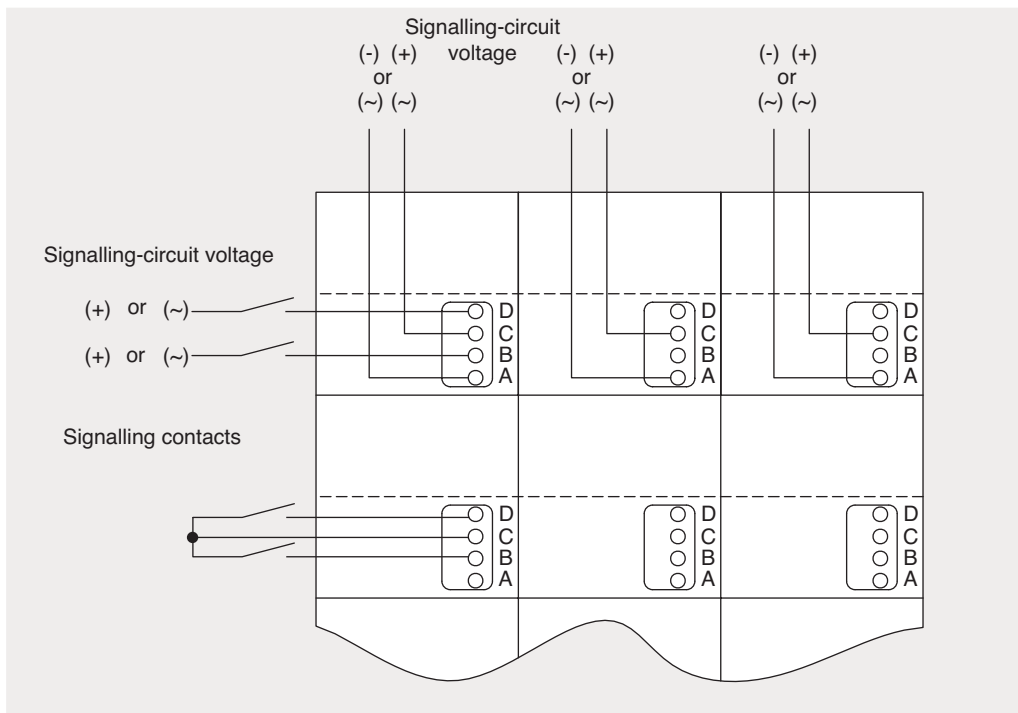 Signalling-circuit
voltage
(-) (+) (-) (+) (-) (+)
or or or
(~) (~) (~) (~) (~) (~)
Signalling-circuit voltage
(+) or (~)
(+) or (~)
D D D
C C C
B B B
A A A
Signalling contacts
D D D
C C C
B B B
A A A